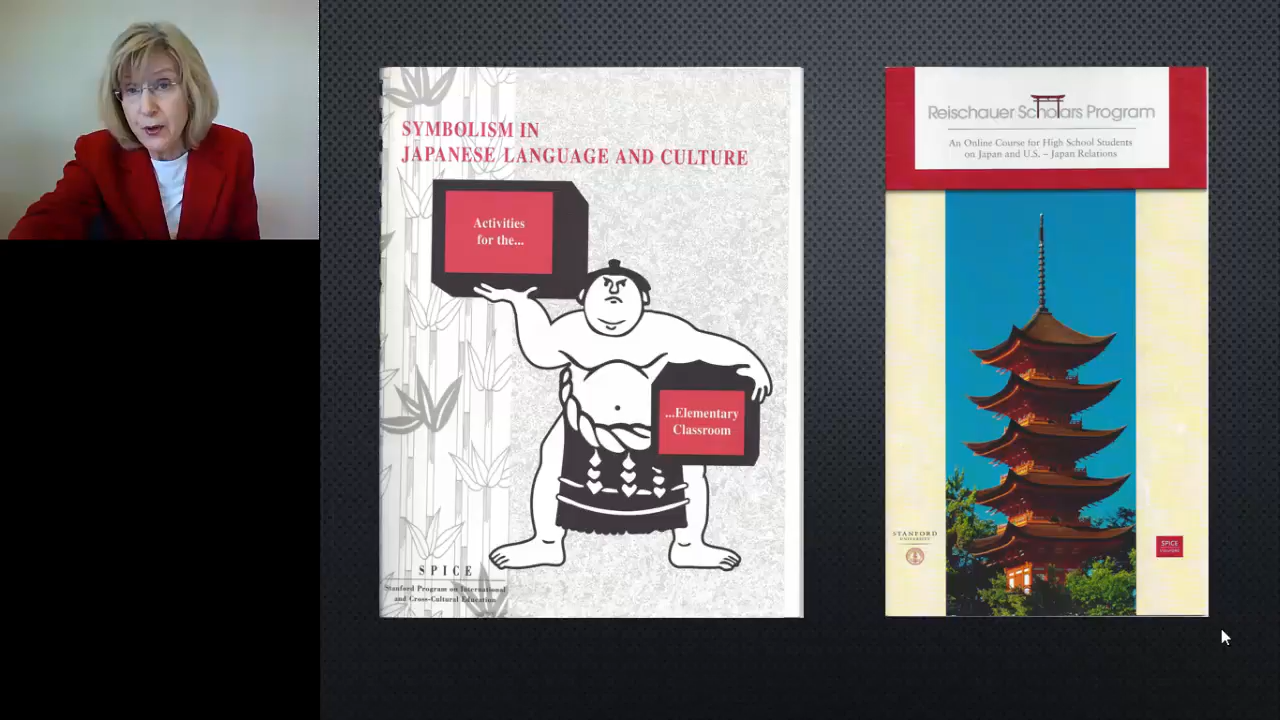 SYMBOLISM IN
JAPANESE LANGUAGE AND CULTURE
Activities
for the...
...Elementary
Classroom
SPICE
Stanford Program on International
and Cross-Cultural Education
Reischauer Scholars Program
An Online Course for High School Students
on Japan and U.S. – Japan Relations
STANFORD
UNIVERSITY
SPICE